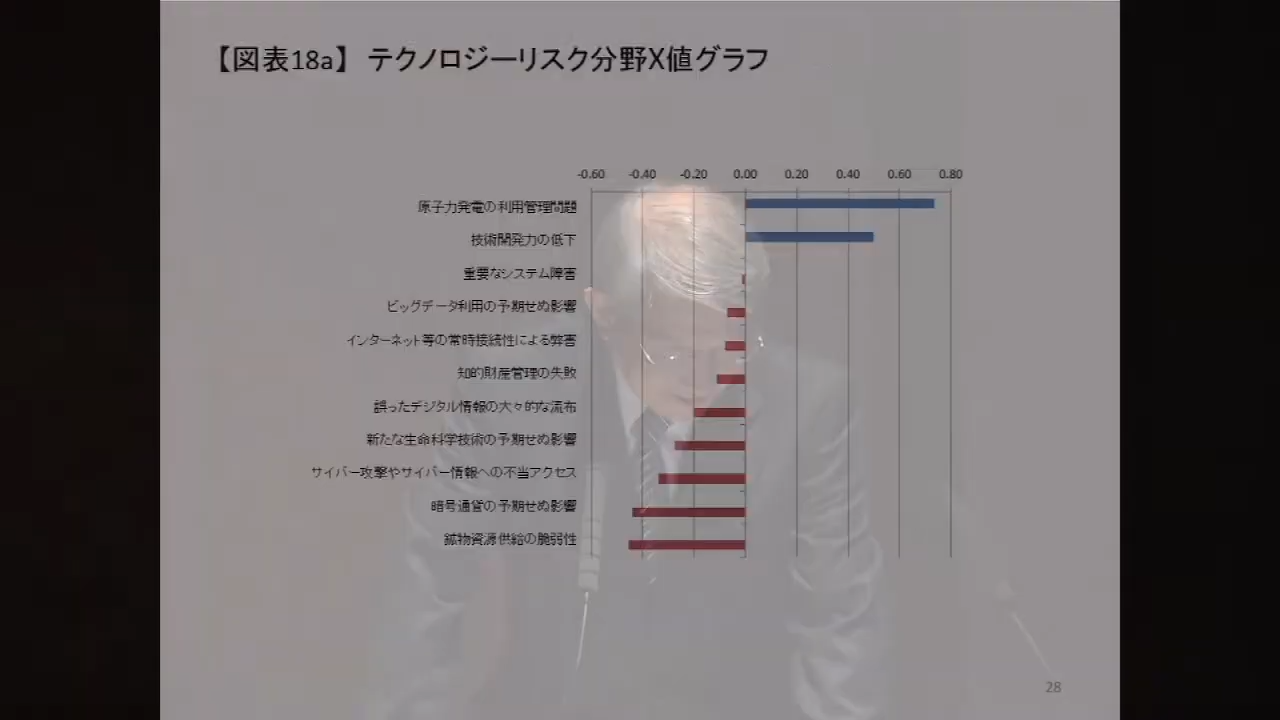 【図表18a】 テクノロジーリスク分野X値グラフ
-0.60 -0.40 -0.20 0.00 0.20 0.40 0.60 0.80
原子力発電の利用管理問題
技術開発力の低下
重要なシステム障害
ビッグデータ利用の予期せぬ影響
インターネット等の常時接続性による弊害
知的財産管理の失敗
誤ったデジタル情報の大々的な流布
新たな生命科学技術の予期せぬ影響
サイバー攻撃やサイバー情報への不当アクセス
暗号通貨の予期せぬ影響
鉱物資源供給の脆弱性
28